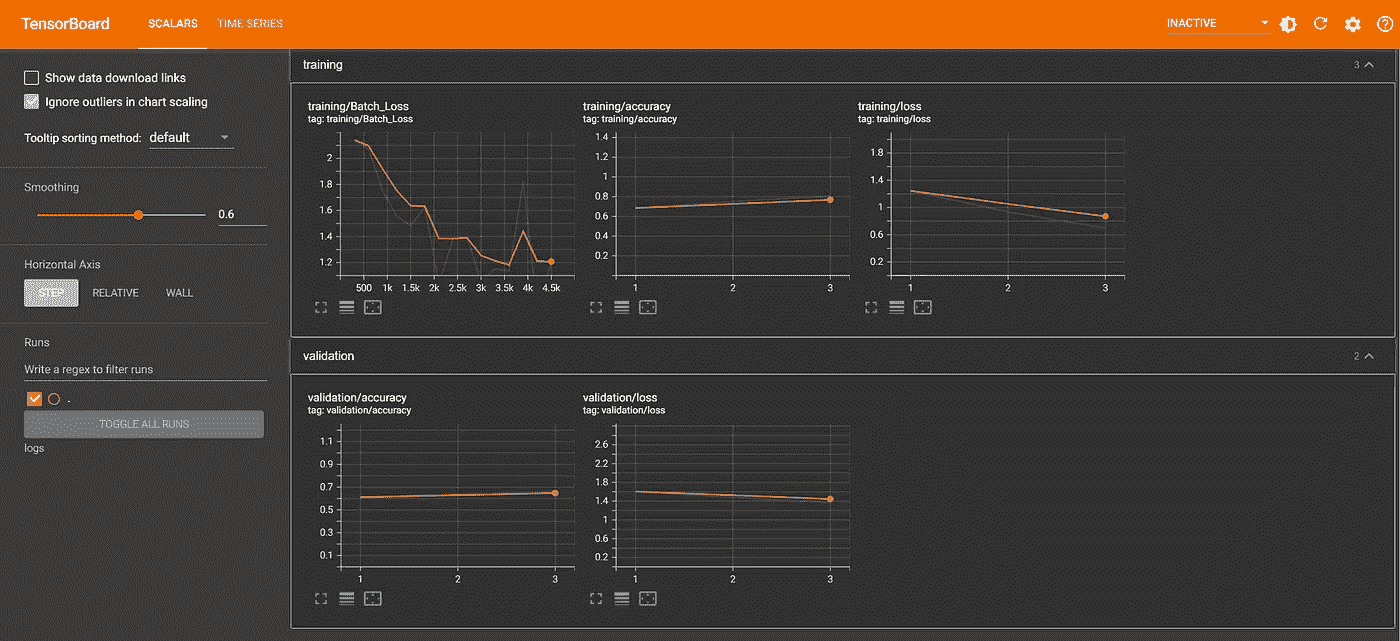 TensorBoard SCALARS TIME SERIES INACTIVE
Show data download links
Ignore outliers in chart scaling
Tooltip sorting method: default
Smoothing
0.6
Horizontal Axis
STEP RELATIVE WALL
Runs
Write a regex to filter runs
.
TOGGLE ALL RUNS
logs
training 3
training/Batch_Loss
tag: training/Batch_Loss
2
1.8
1.6
1.4
1.2
500 1k 1.5k 2k 2.5k 3k 3.5k 4k 4.5k
training/accuracy
tag: training/accuracy
1.4
1.2
1
0.8
0.6
0.4
0.2
1 2 3
training/loss
tag: training/loss
1.8
1.4
1
0.6
0.2
1 2 3
validation 2
validation/accuracy
tag: validation/accuracy
1.1
0.9
0.7
0.5
0.3
0.1
1 2 3
validation/loss
tag: validation/loss
2.6
2.2
1.8
1.4
1
0.6
0.2
1 2 3